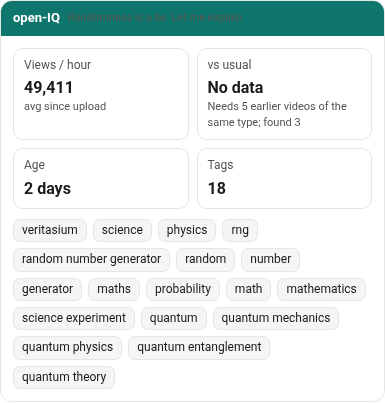 open-IQ
Views / hour
49,411
avg since upload
vs usual
No data
Needs 5 earlier videos of the
same type; found 3
Age
2 days
Tags
18
veritasium science physics rng
random number generator random number
generator maths probability math mathematics
science experiment quantum quantum mechanics
quantum physics quantum entanglement
quantum theory